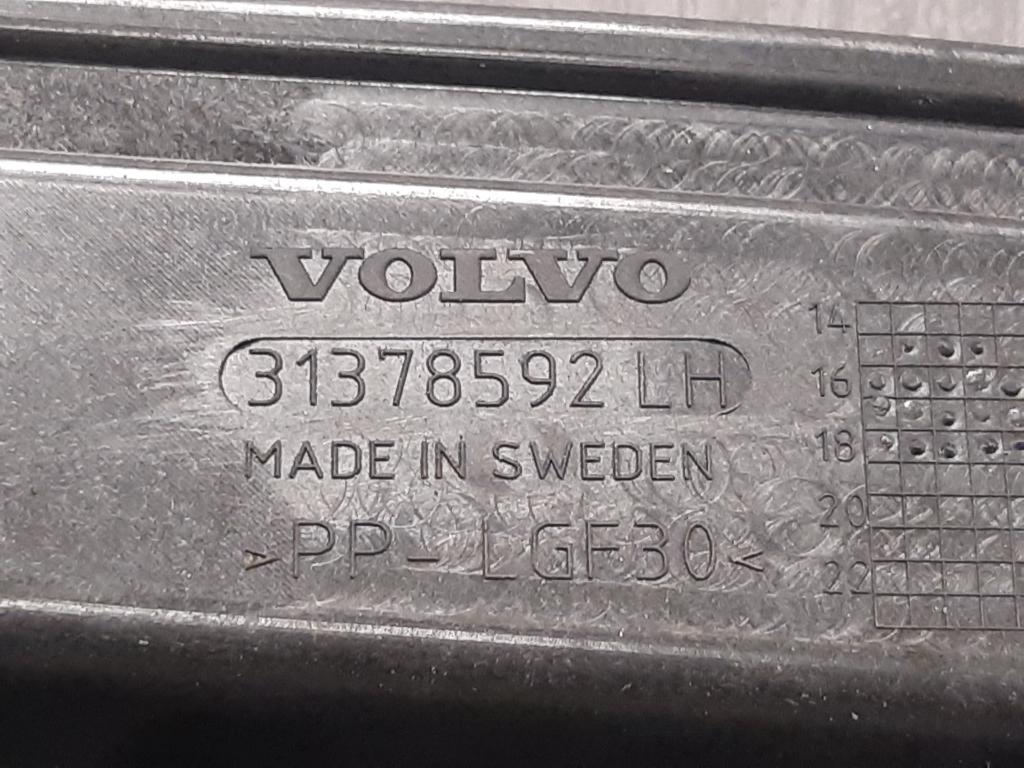 VOLVO
31378592 LH
MADE IN SWEDEN
>PP-LGF30<
14
16
18
20
22